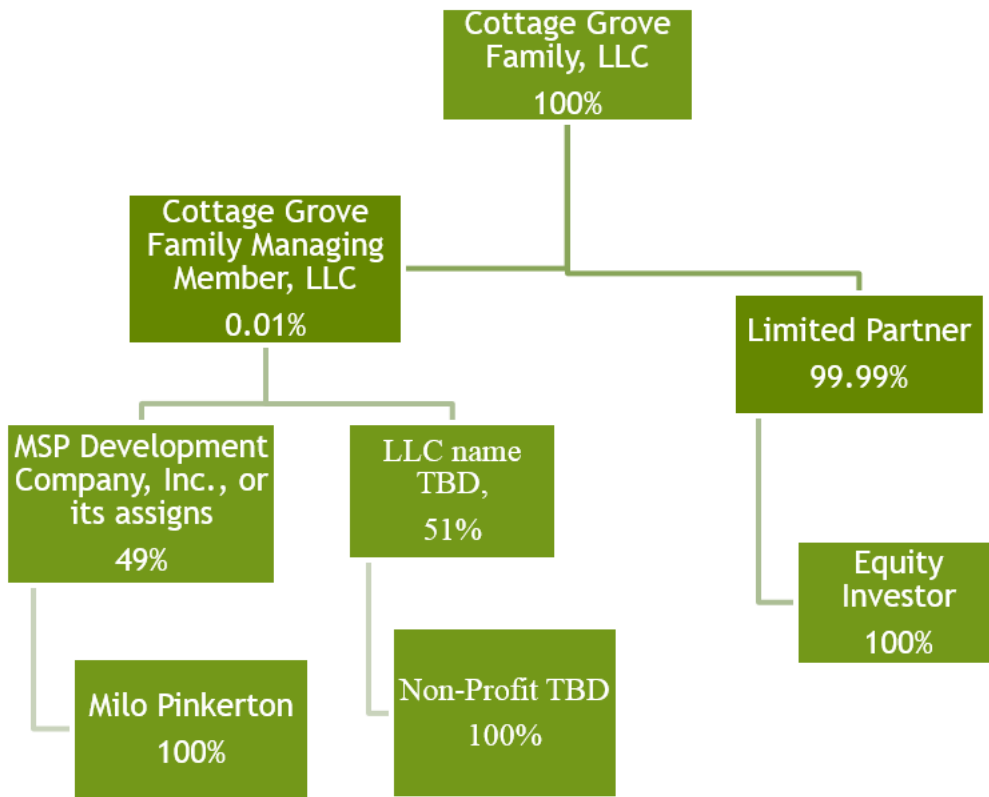 Cottage Grove
Family, LLC
100%
Cottage Grove
Family Managing
Member, LLC
0.01%
Limited Partner
99.99%
MSP Development
Company, Inc., or
its assigns
49%
LLC name
TBD,
51%
Equity
Investor
100%
Milo Pinkerton
100%
Non-Profit TBD
100%